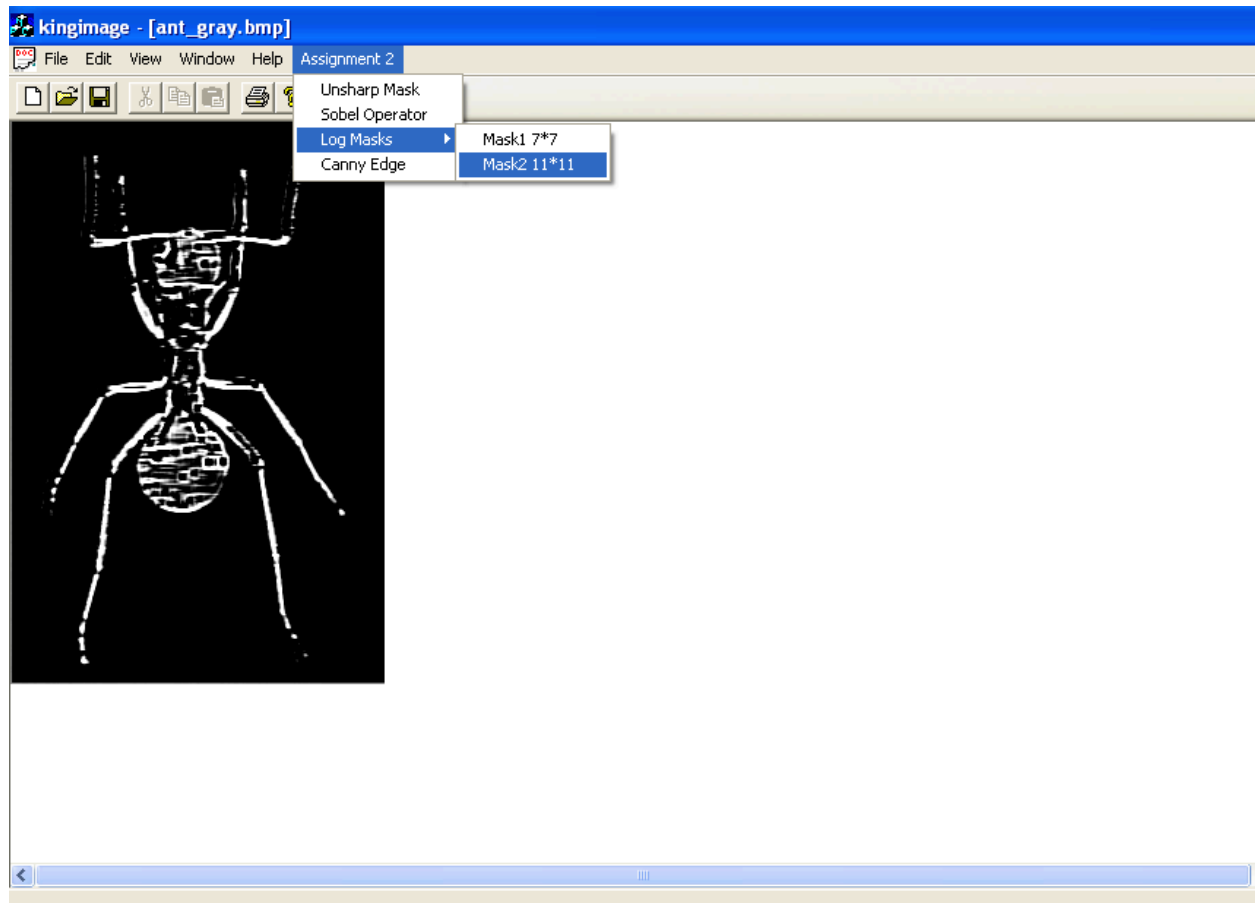 kingimage - [ant_gray.bmp]
DOC File Edit View Window Help Assignment 2
Unsharp Mask
Sobel Operator
Log Masks Mask1 7*7
Canny Edge Mask2 11*11